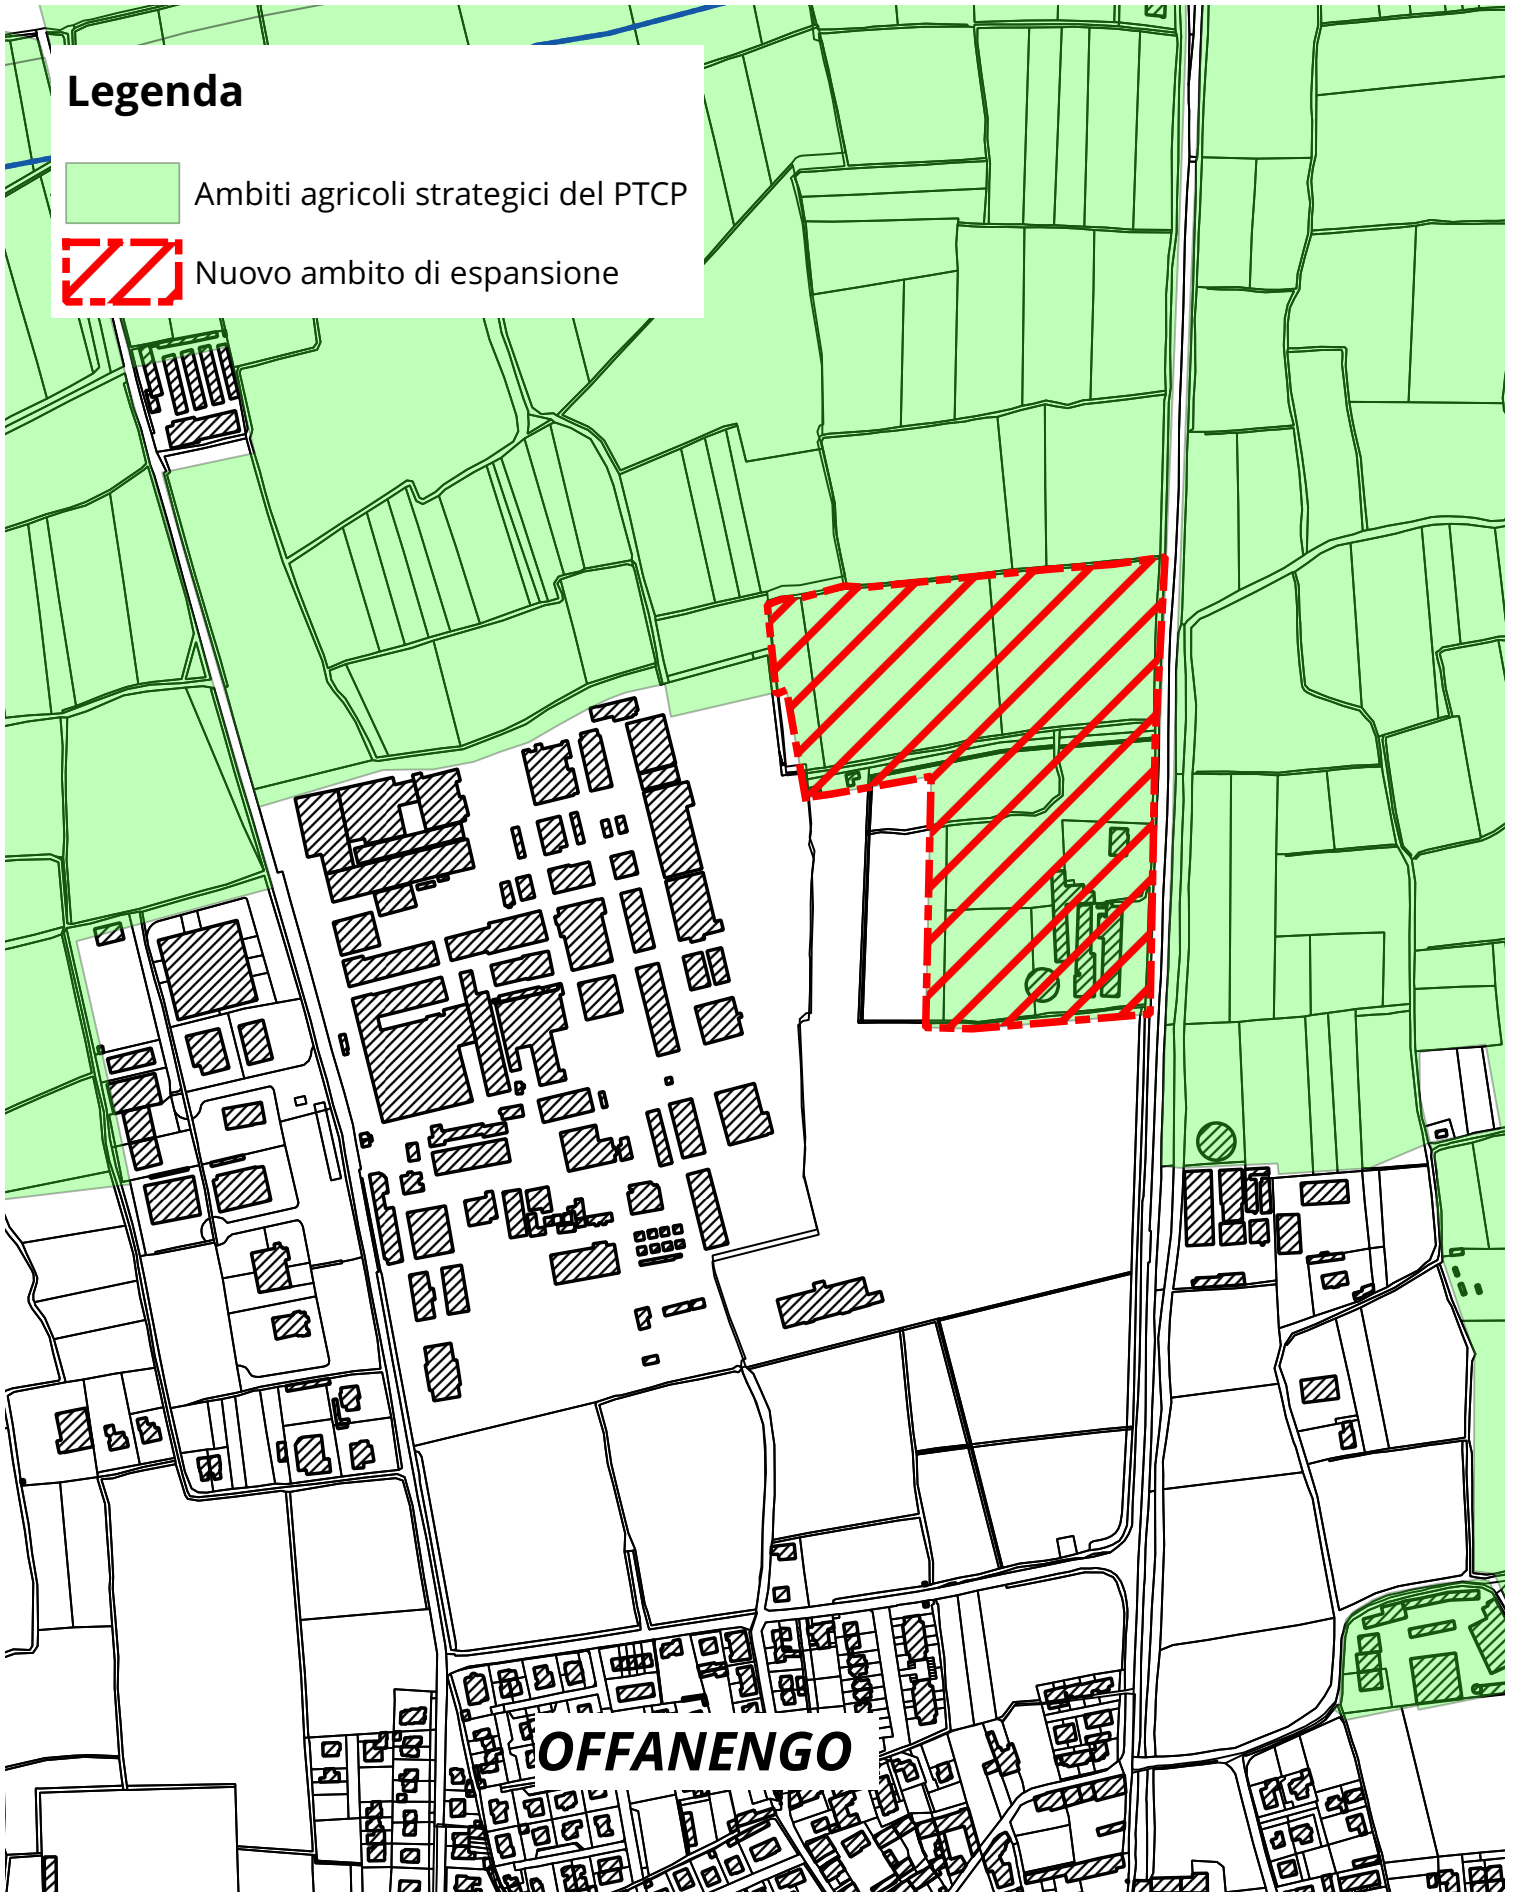 Legenda
Ambiti agricoli strategici del PTCP
Nuovo ambito di espansione
OFFANENGO